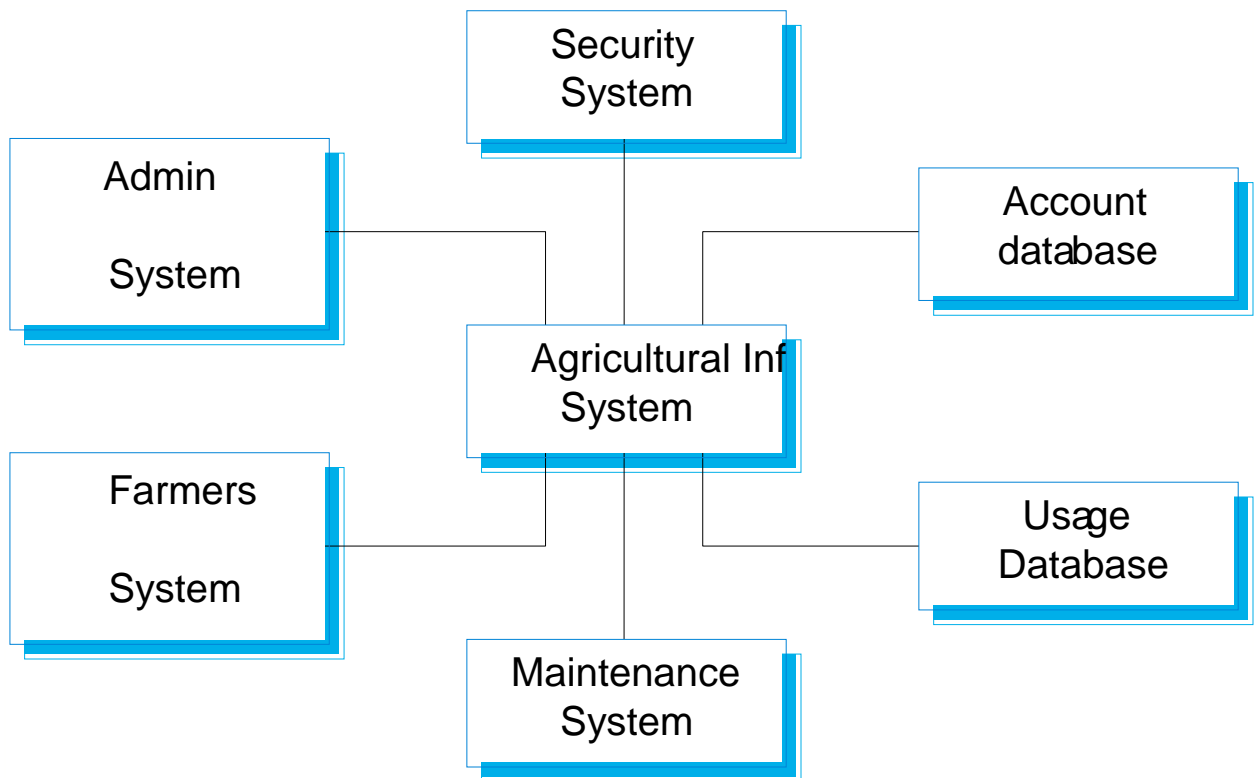 Security
System
Admin
System
Account
database
Agricultural Inf
System
Farmers
System
Usage
Database
Maintenance
System